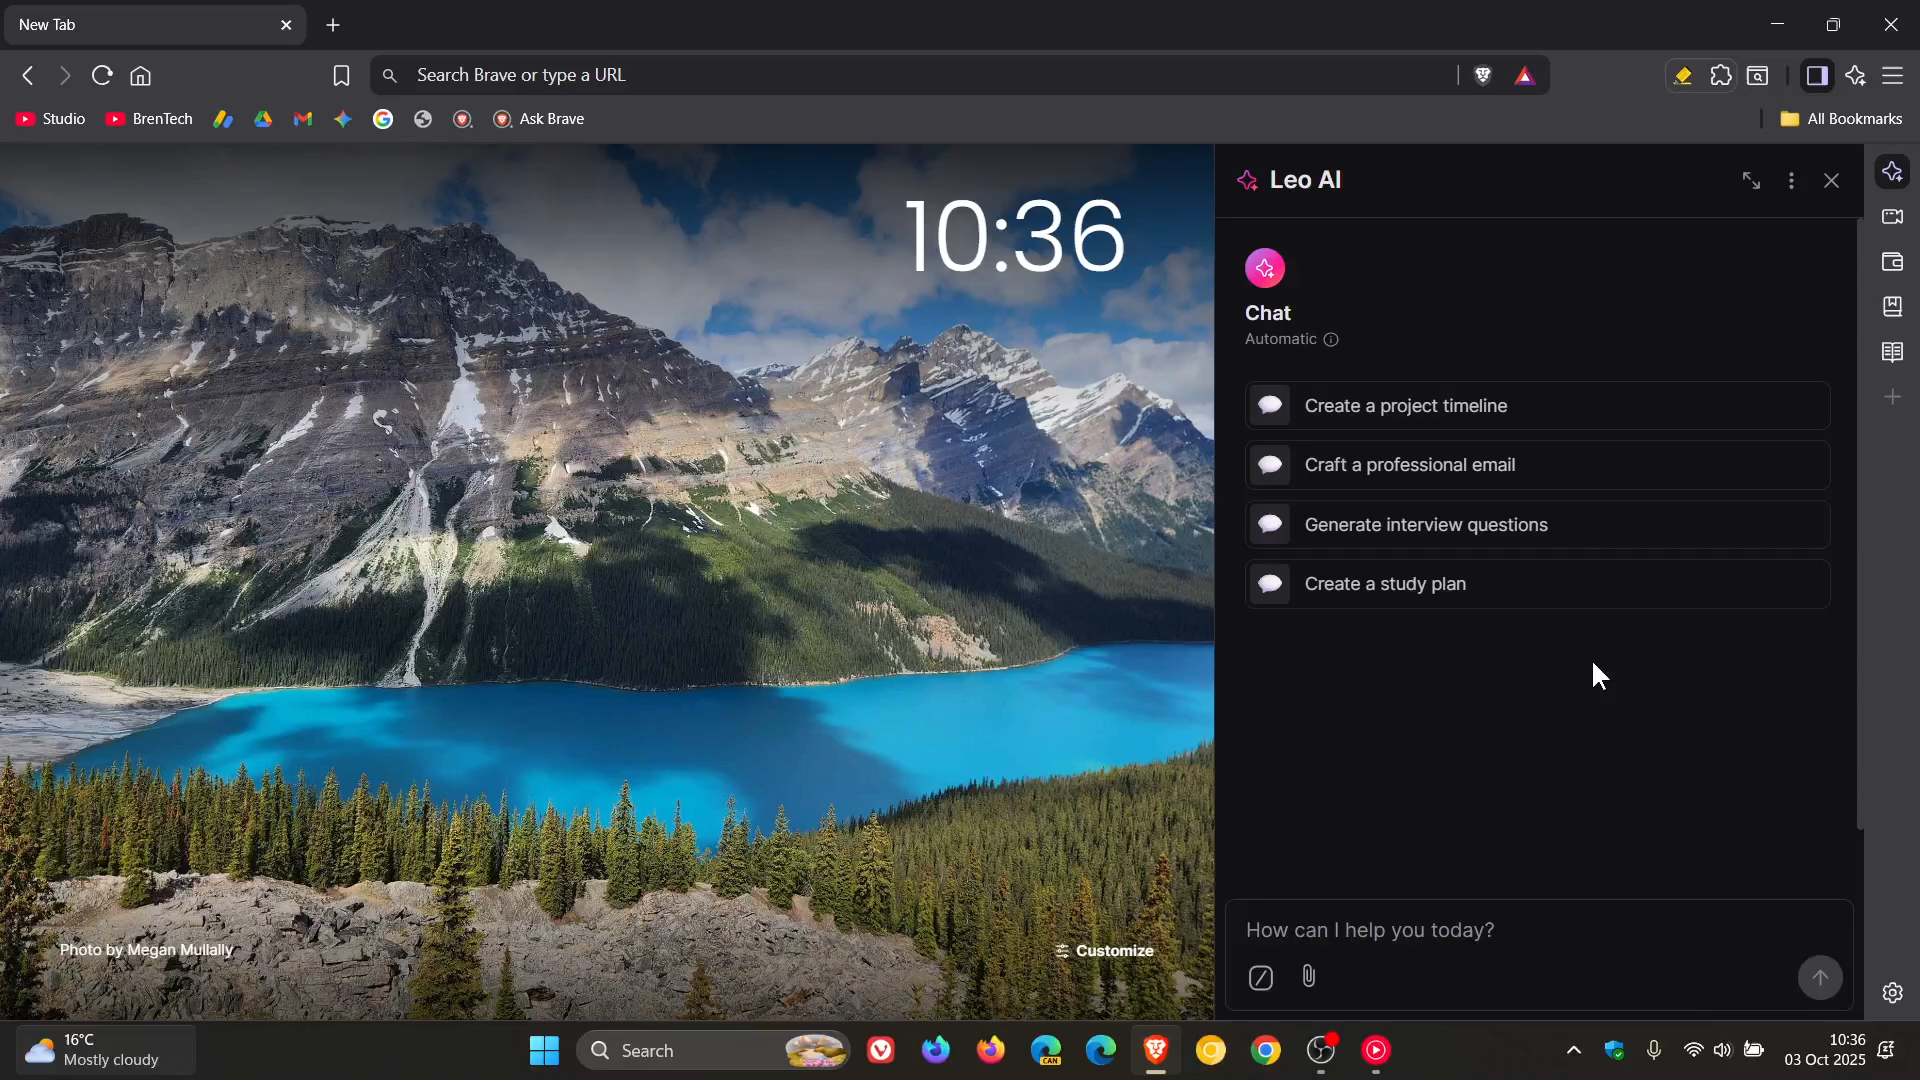 New Tab
Search Brave or type a URL
Studio
BrenTech
Ask Brave
All Bookmarks
10:36
Photo by Megan Mullally
Customize
Leo AI
Chat
Automatic
Create a project timeline
Craft a professional email
Generate interview questions
Create a study plan
How can I help you today?
16°C
Mostly cloudy
Search
CAN
10:36
03 Oct 2025